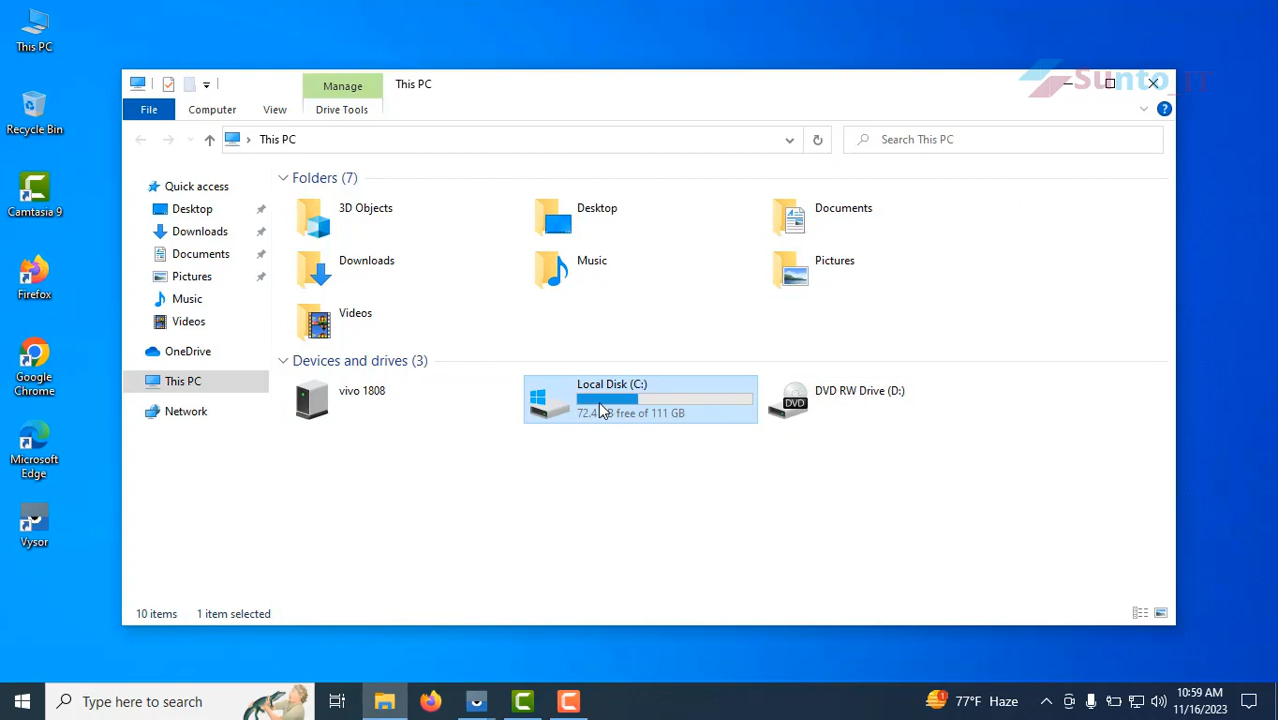 This PC
Recycle Bin
Camtasia 9
Firefox
Google
Chrome
Microsoft
Edge
Vysor
Manage
This PC
Sunto_IT
File
Computer
View
Drive Tools
This PC
Search This PC
Quick access
Desktop
Downloads
Documents
Pictures
Music
Videos
OneDrive
This PC
Network
Folders (7)
3D Objects
Desktop
Documents
Downloads
Music
Pictures
Videos
Devices and drives (3)
vivo 1808
Local Disk (C:)
free of 111 GB
DVD RW Drive (D:)
DVD
10 items
1 item selected
Type here to search
1
77°F Haze
10:59 AM
11/16/2023